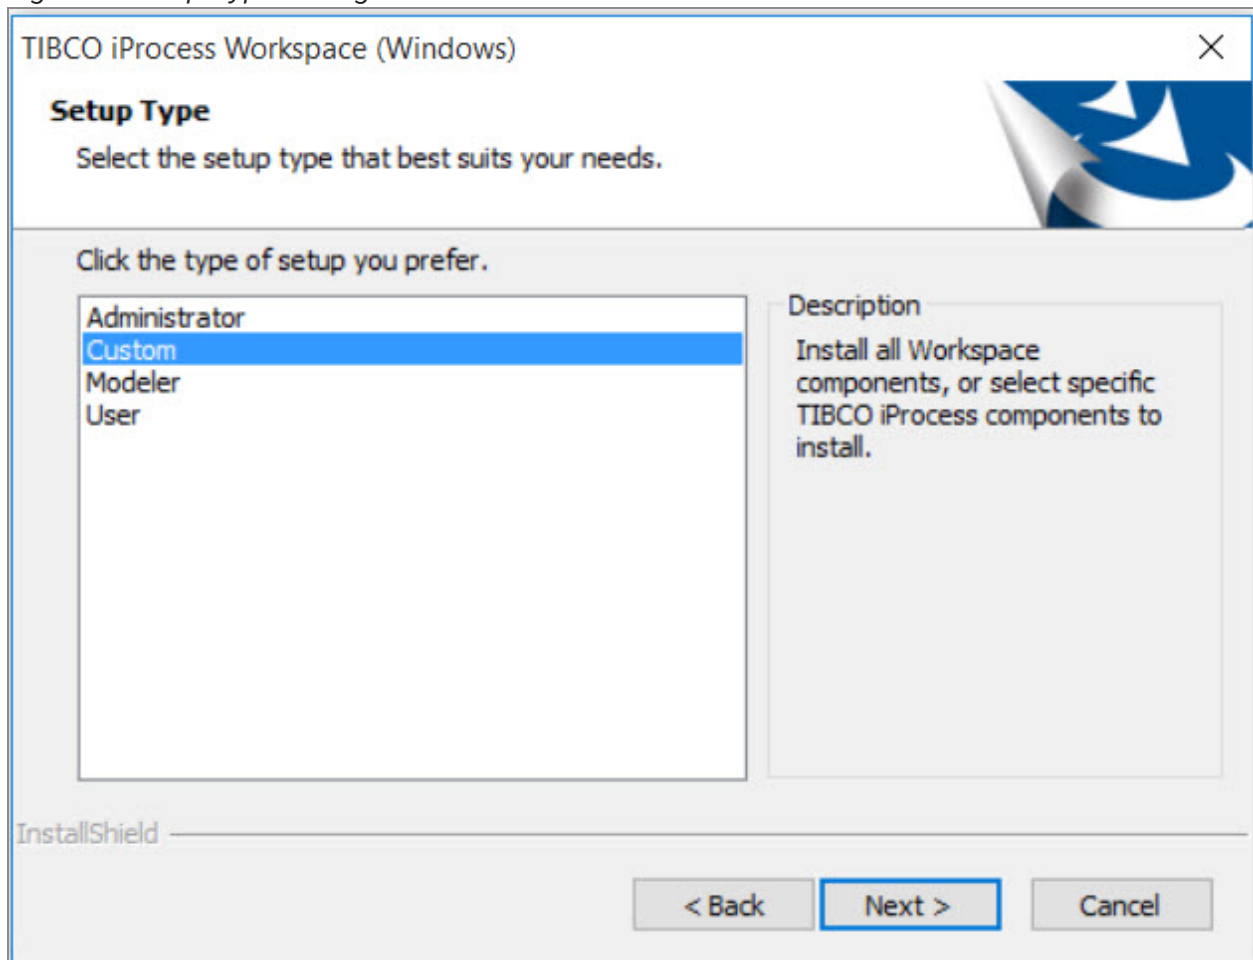 TIBCO iProcess Workspace (Windows)
Setup Type
Select the setup type that best suits your needs.
Click the type of setup you prefer.
Administrator
Custom
Modeler
User
Description
Install all Workspace
components, or select specific
TIBCO iProcess components to
install.
InstallShield
< Back
Next >
Cancel